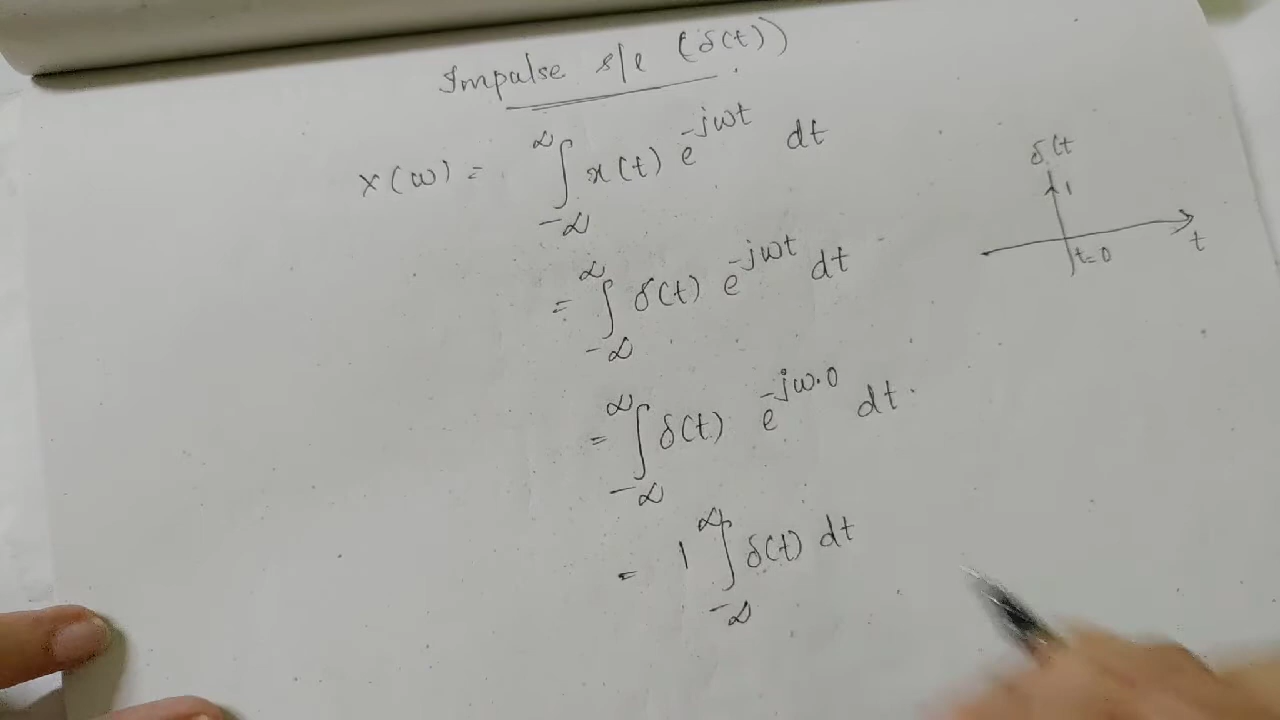 Impulse s/l (δ(t))
X(ω) = ∫_{-∞}^{∞} x(t) e^{-jωt} dt
= ∫_{-∞}^{∞} δ(t) e^{-jωt} dt
= ∫_{-∞}^{∞} δ(t) e^{-jω·0} dt.
= 1 ∫_{-∞}^{∞} δ(t) dt
δ(t
1
t=0
t